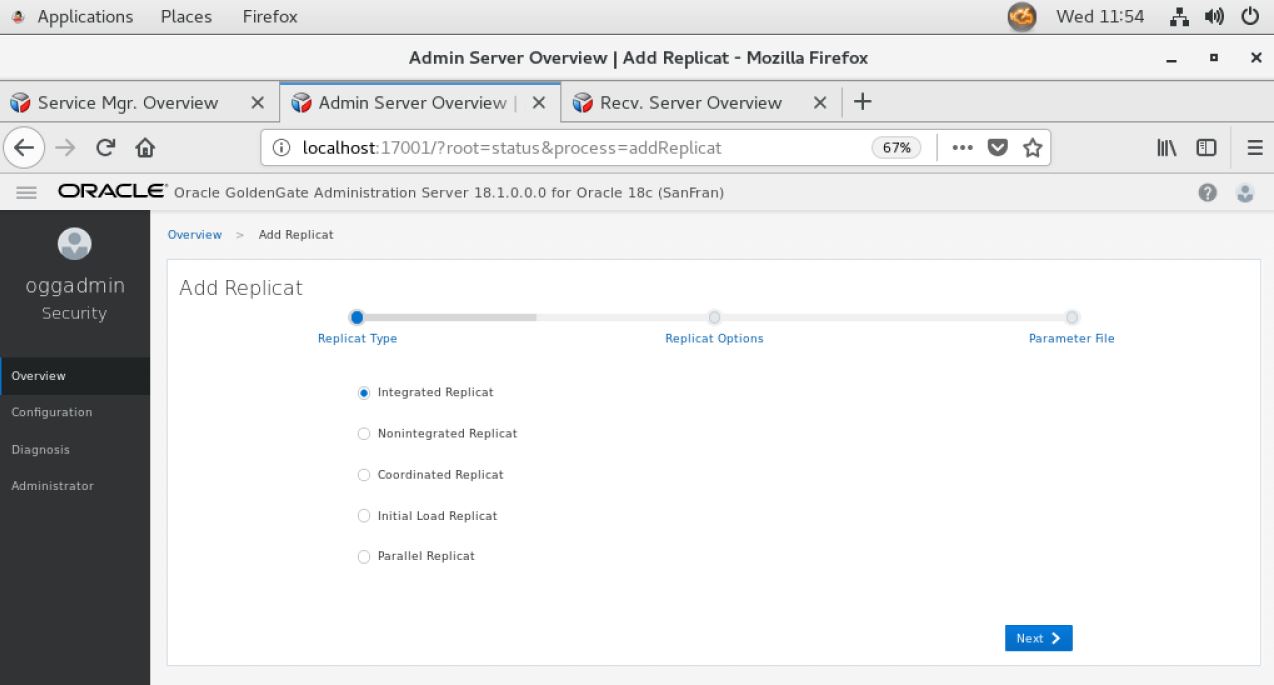 Applications Places Firefox Wed 11:54
Admin Server Overview | Add Replicat - Mozilla Firefox
Service Mgr. Overview Admin Server Overview | Recv. Server Overview
localhost:17001/?root=status&process=addReplicat 67%
ORACLE Oracle GoldenGate Administration Server 18.1.0.0.0 for Oracle 18c (SanFran)
oggadmin
Security
Overview
Configuration
Diagnosis
Administrator
Overview > Add Replicat
Add Replicat
Replicat Type Replicat Options Parameter File
Integrated Replicat
Nonintegrated Replicat
Coordinated Replicat
Initial Load Replicat
Parallel Replicat
Next